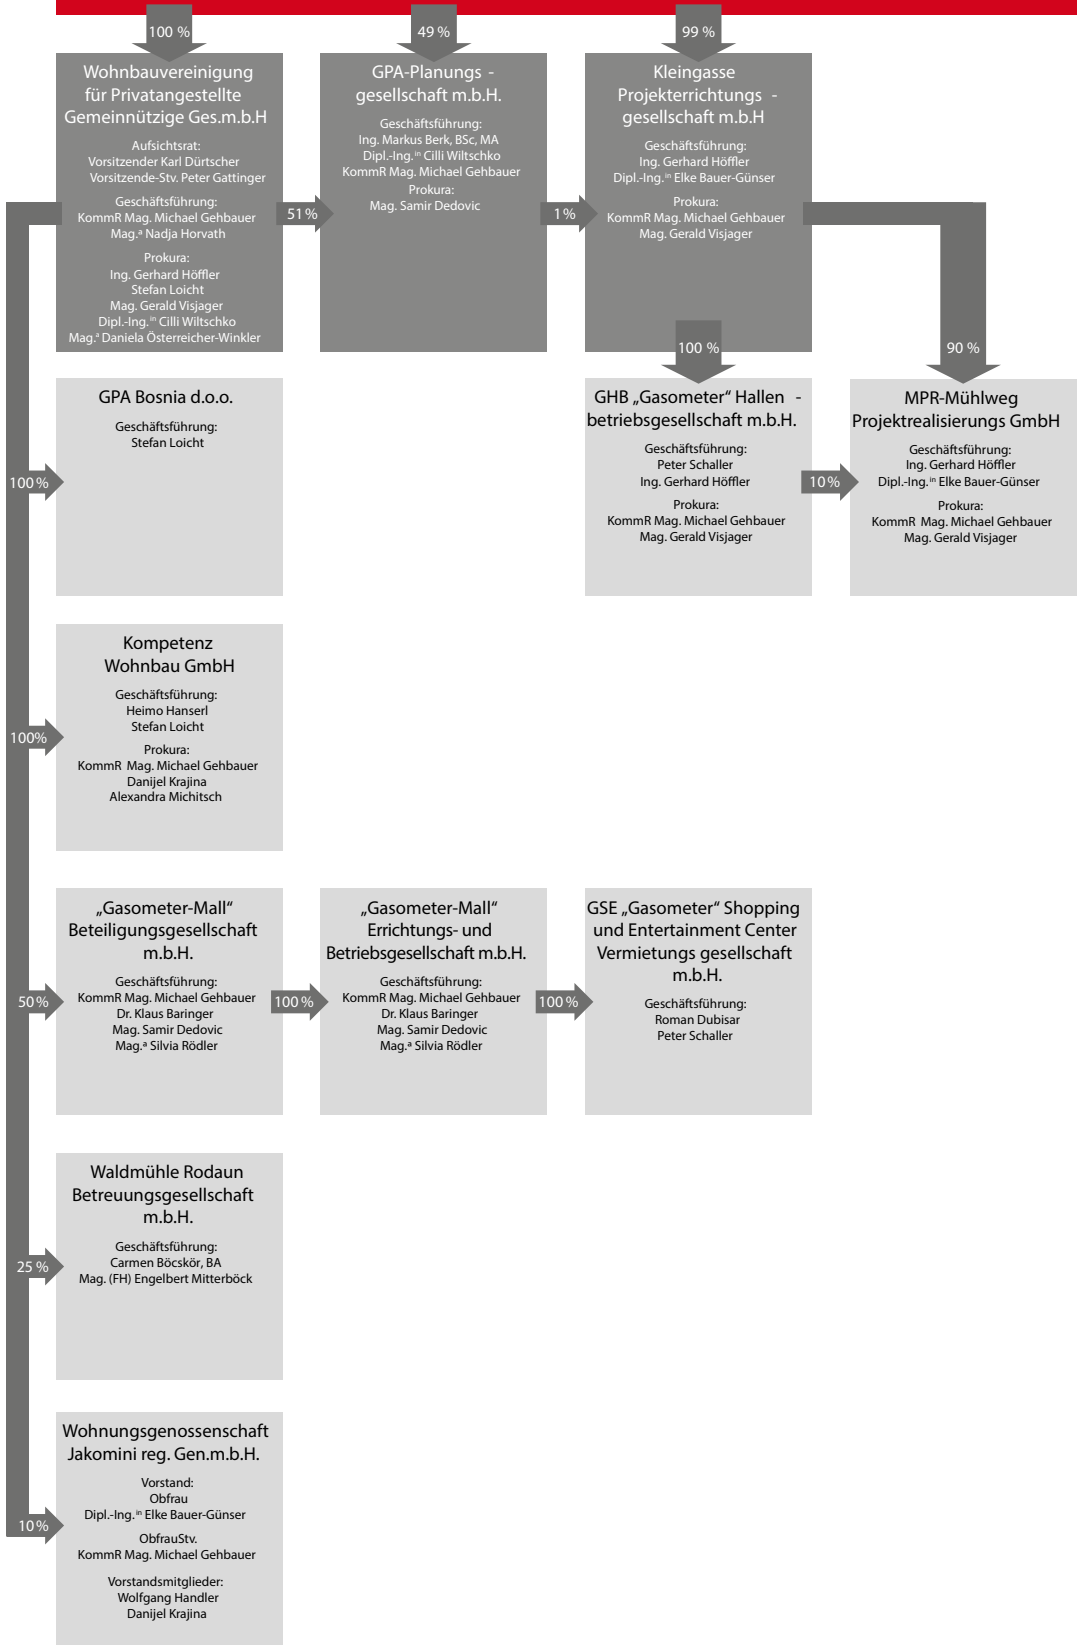 100 %
49 %
99 %
Wohnbauvereinigung
für Privatangestellte
Gemeinnützige Ges.m.b.H
Aufsichtsrat:
Vorsitzender Karl Dürtscher
Vorsitzende-Stv. Peter Gattinger
Geschäftsführung:
KommR Mag. Michael Gehbauer
Mag.ª Nadja Horvath
Prokura:
Ing. Gerhard Höffler
Stefan Loicht
Mag. Gerald Visjager
Dipl.-Ing.ⁱⁿ Cilli Wiltschko
Mag.ª Daniela Österreicher-Winkler
51 %
GPA-Planungs -
gesellschaft m.b.H.
Geschäftsführung:
Ing. Markus Berk, BSc, MA
Dipl.-Ing.ⁱⁿ Cilli Wiltschko
KommR Mag. Michael Gehbauer
Prokura:
Mag. Samir Dedovic
1 %
Kleingasse
Projekterrichtungs -
gesellschaft m.b.H
Geschäftsführung:
Ing. Gerhard Höffler
Dipl.-Ing.ⁱⁿ Elke Bauer-Günser
Prokura:
KommR Mag. Michael Gehbauer
Mag. Gerald Visjager
100 %
90 %
100 %
GPA Bosnia d.o.o.
Geschäftsführung:
Stefan Loicht
GHB „Gasometer“ Hallen -
betriebsgesellschaft m.b.H.
Geschäftsführung:
Peter Schaller
Ing. Gerhard Höffler
Prokura:
KommR Mag. Michael Gehbauer
Mag. Gerald Visjager
10 %
MPR-Mühlweg
Projektrealisierungs GmbH
Geschäftsführung:
Ing. Gerhard Höffler
Dipl.-Ing.ⁱⁿ Elke Bauer-Günser
Prokura:
KommR Mag. Michael Gehbauer
Mag. Gerald Visjager
100%
Kompetenz
Wohnbau GmbH
Geschäftsführung:
Heimo Hanserl
Stefan Loicht
Prokura:
KommR Mag. Michael Gehbauer
Danijel Krajina
Alexandra Michitsch
50 %
„Gasometer-Mall“
Beteiligungsgesellschaft
m.b.H.
Geschäftsführung:
KommR Mag. Michael Gehbauer
Dr. Klaus Baringer
Mag. Samir Dedovic
Mag.ª Silvia Rödler
100 %
„Gasometer-Mall“
Errichtungs- und
Betriebsgesellschaft m.b.H.
Geschäftsführung:
KommR Mag. Michael Gehbauer
Dr. Klaus Baringer
Mag. Samir Dedovic
Mag.ª Silvia Rödler
100 %
GSE „Gasometer“ Shopping
und Entertainment Center
Vermietungs gesellschaft
m.b.H.
Geschäftsführung:
Roman Dubisar
Peter Schaller
25 %
Waldmühle Rodaun
Betreuungsgesellschaft
m.b.H.
Geschäftsführung:
Carmen Böcskör, BA
Mag. (FH) Engelbert Mitterböck
10 %
Wohnungsgenossenschaft
Jakomini reg. Gen.m.b.H.
Vorstand:
Obfrau
Dipl.-Ing.ⁱⁿ Elke Bauer-Günser
ObfrauStv.
KommR Mag. Michael Gehbauer
Vorstandsmitglieder:
Wolfgang Handler
Danijel Krajina